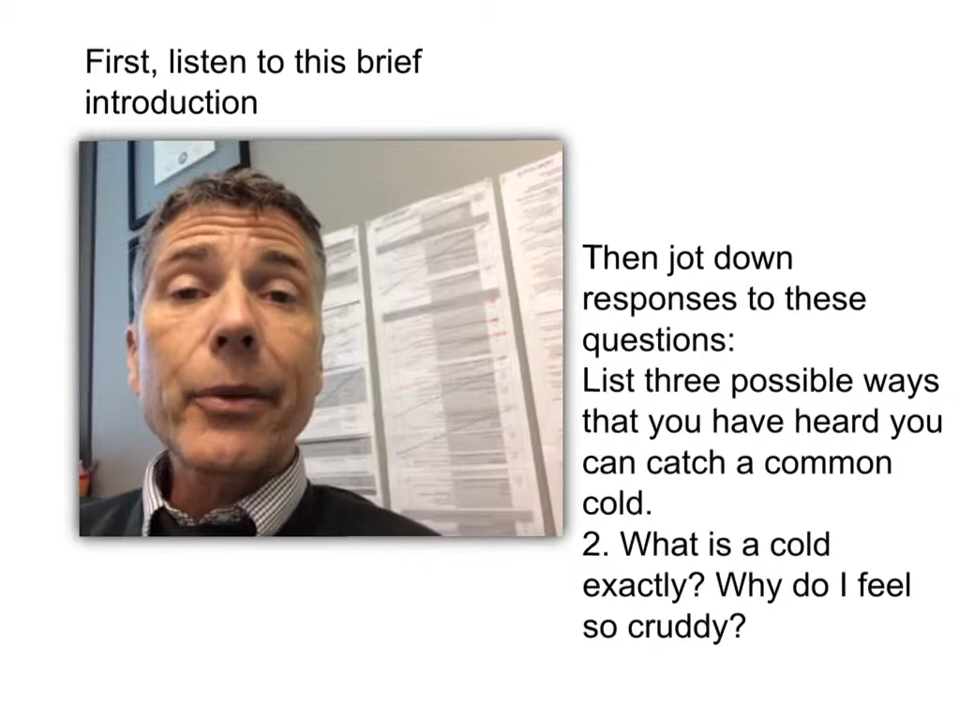 First, listen to this brief
introduction
Then jot down
responses to these
questions:
List three possible ways
that you have heard you
can catch a common
cold.
2. What is a cold
exactly? Why do I feel
so cruddy?